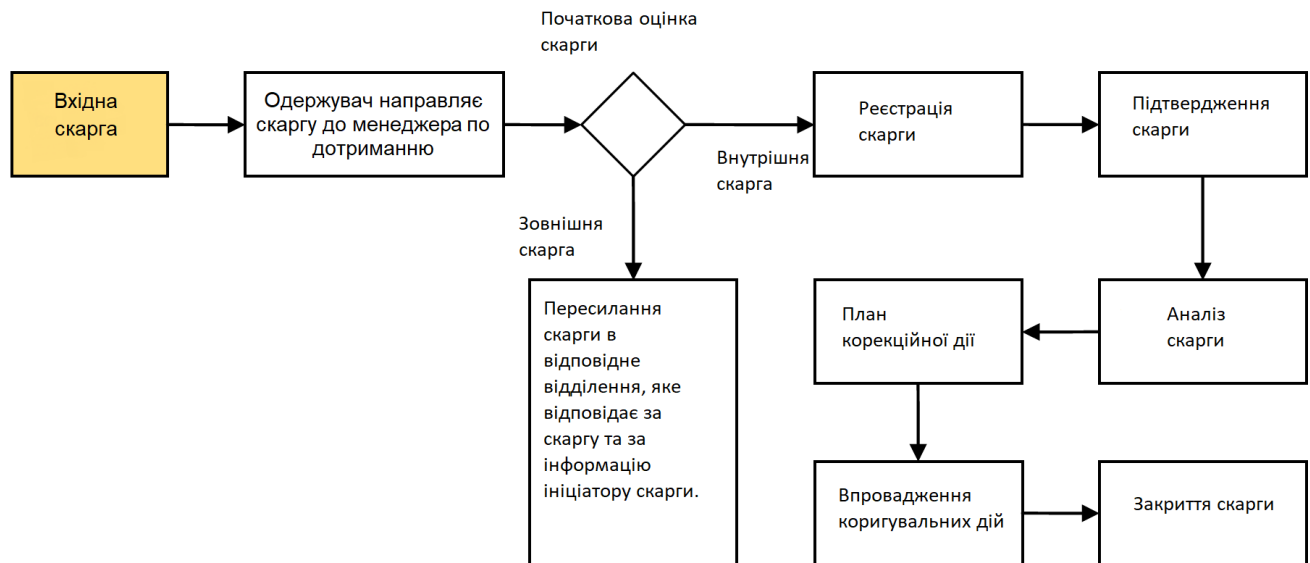 Початкова оцінка
скарги
Вхідна
скарга
Одержувач направляє
скаргу до менеджера по
дотриманню
Реєстрація
скарги
Підтвердження
скарги
Внутрішня
скарга
Зовнішня
скарга
Пересилання
скарги в
відповідне
відділення, яке
відповідає за
скаргу та за
інформацію
ініціатору скарги.
План
корекційної дії
Аналіз
скарги
Впровадження
коригувальних дій
Закриття скарги